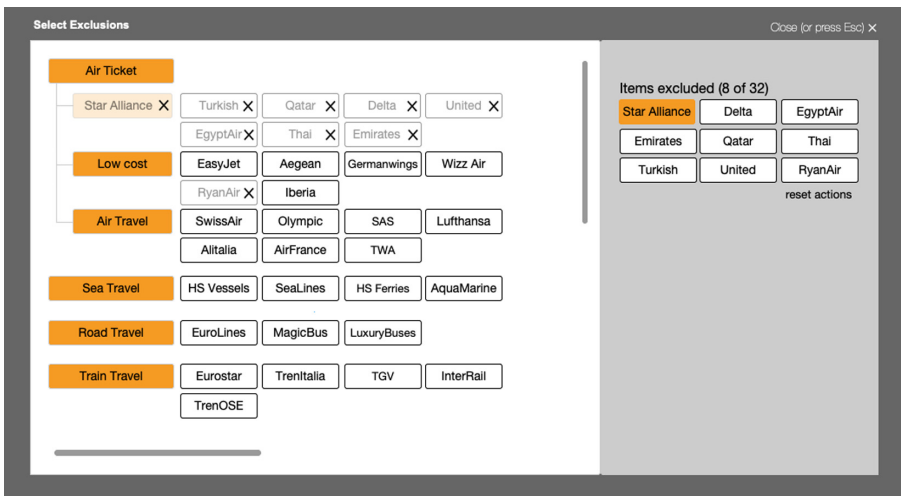 Select Exclusions
Close (or press Esc) ✕
Air Ticket
Star Alliance ✕ Turkish ✕ Qatar ✕ Delta ✕ United ✕
EgyptAir ✕ Thai ✕ Emirates ✕
Low cost EasyJet Aegean Germanwings Wizz Air
RyanAir ✕ Iberia
Air Travel SwissAir Olympic SAS Lufthansa
Alitalia AirFrance TWA
Sea Travel HS Vessels SeaLines HS Ferries AquaMarine
Road Travel EuroLines MagicBus LuxuryBuses
Train Travel Eurostar TrenItalia TGV InterRail
TrenOSE
Items excluded (8 of 32)
Star Alliance Delta EgyptAir
Emirates Qatar Thai
Turkish United RyanAir
reset actions